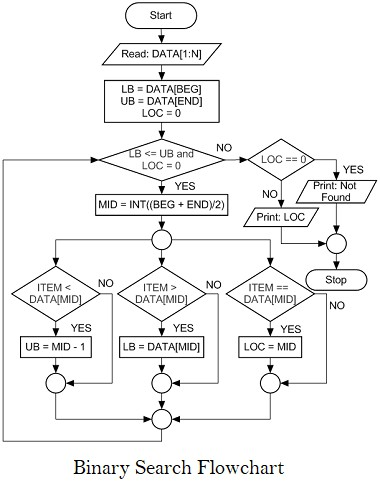 Start
Read: DATA[1:N]
LB = DATA[BEG]
UB = DATA[END]
LOC = 0
LB <= UB and
LOC = 0
NO
LOC == 0
YES
YES
NO
Print: Not
Found
MID = INT((BEG + END)/2)
Print: LOC
Stop
ITEM <
DATA[MID]
NO
ITEM >
DATA[MID]
NO
ITEM ==
DATA[MID]
NO
YES
YES
YES
UB = MID - 1
LB = DATA[MID]
LOC = MID
Binary Search Flowchart